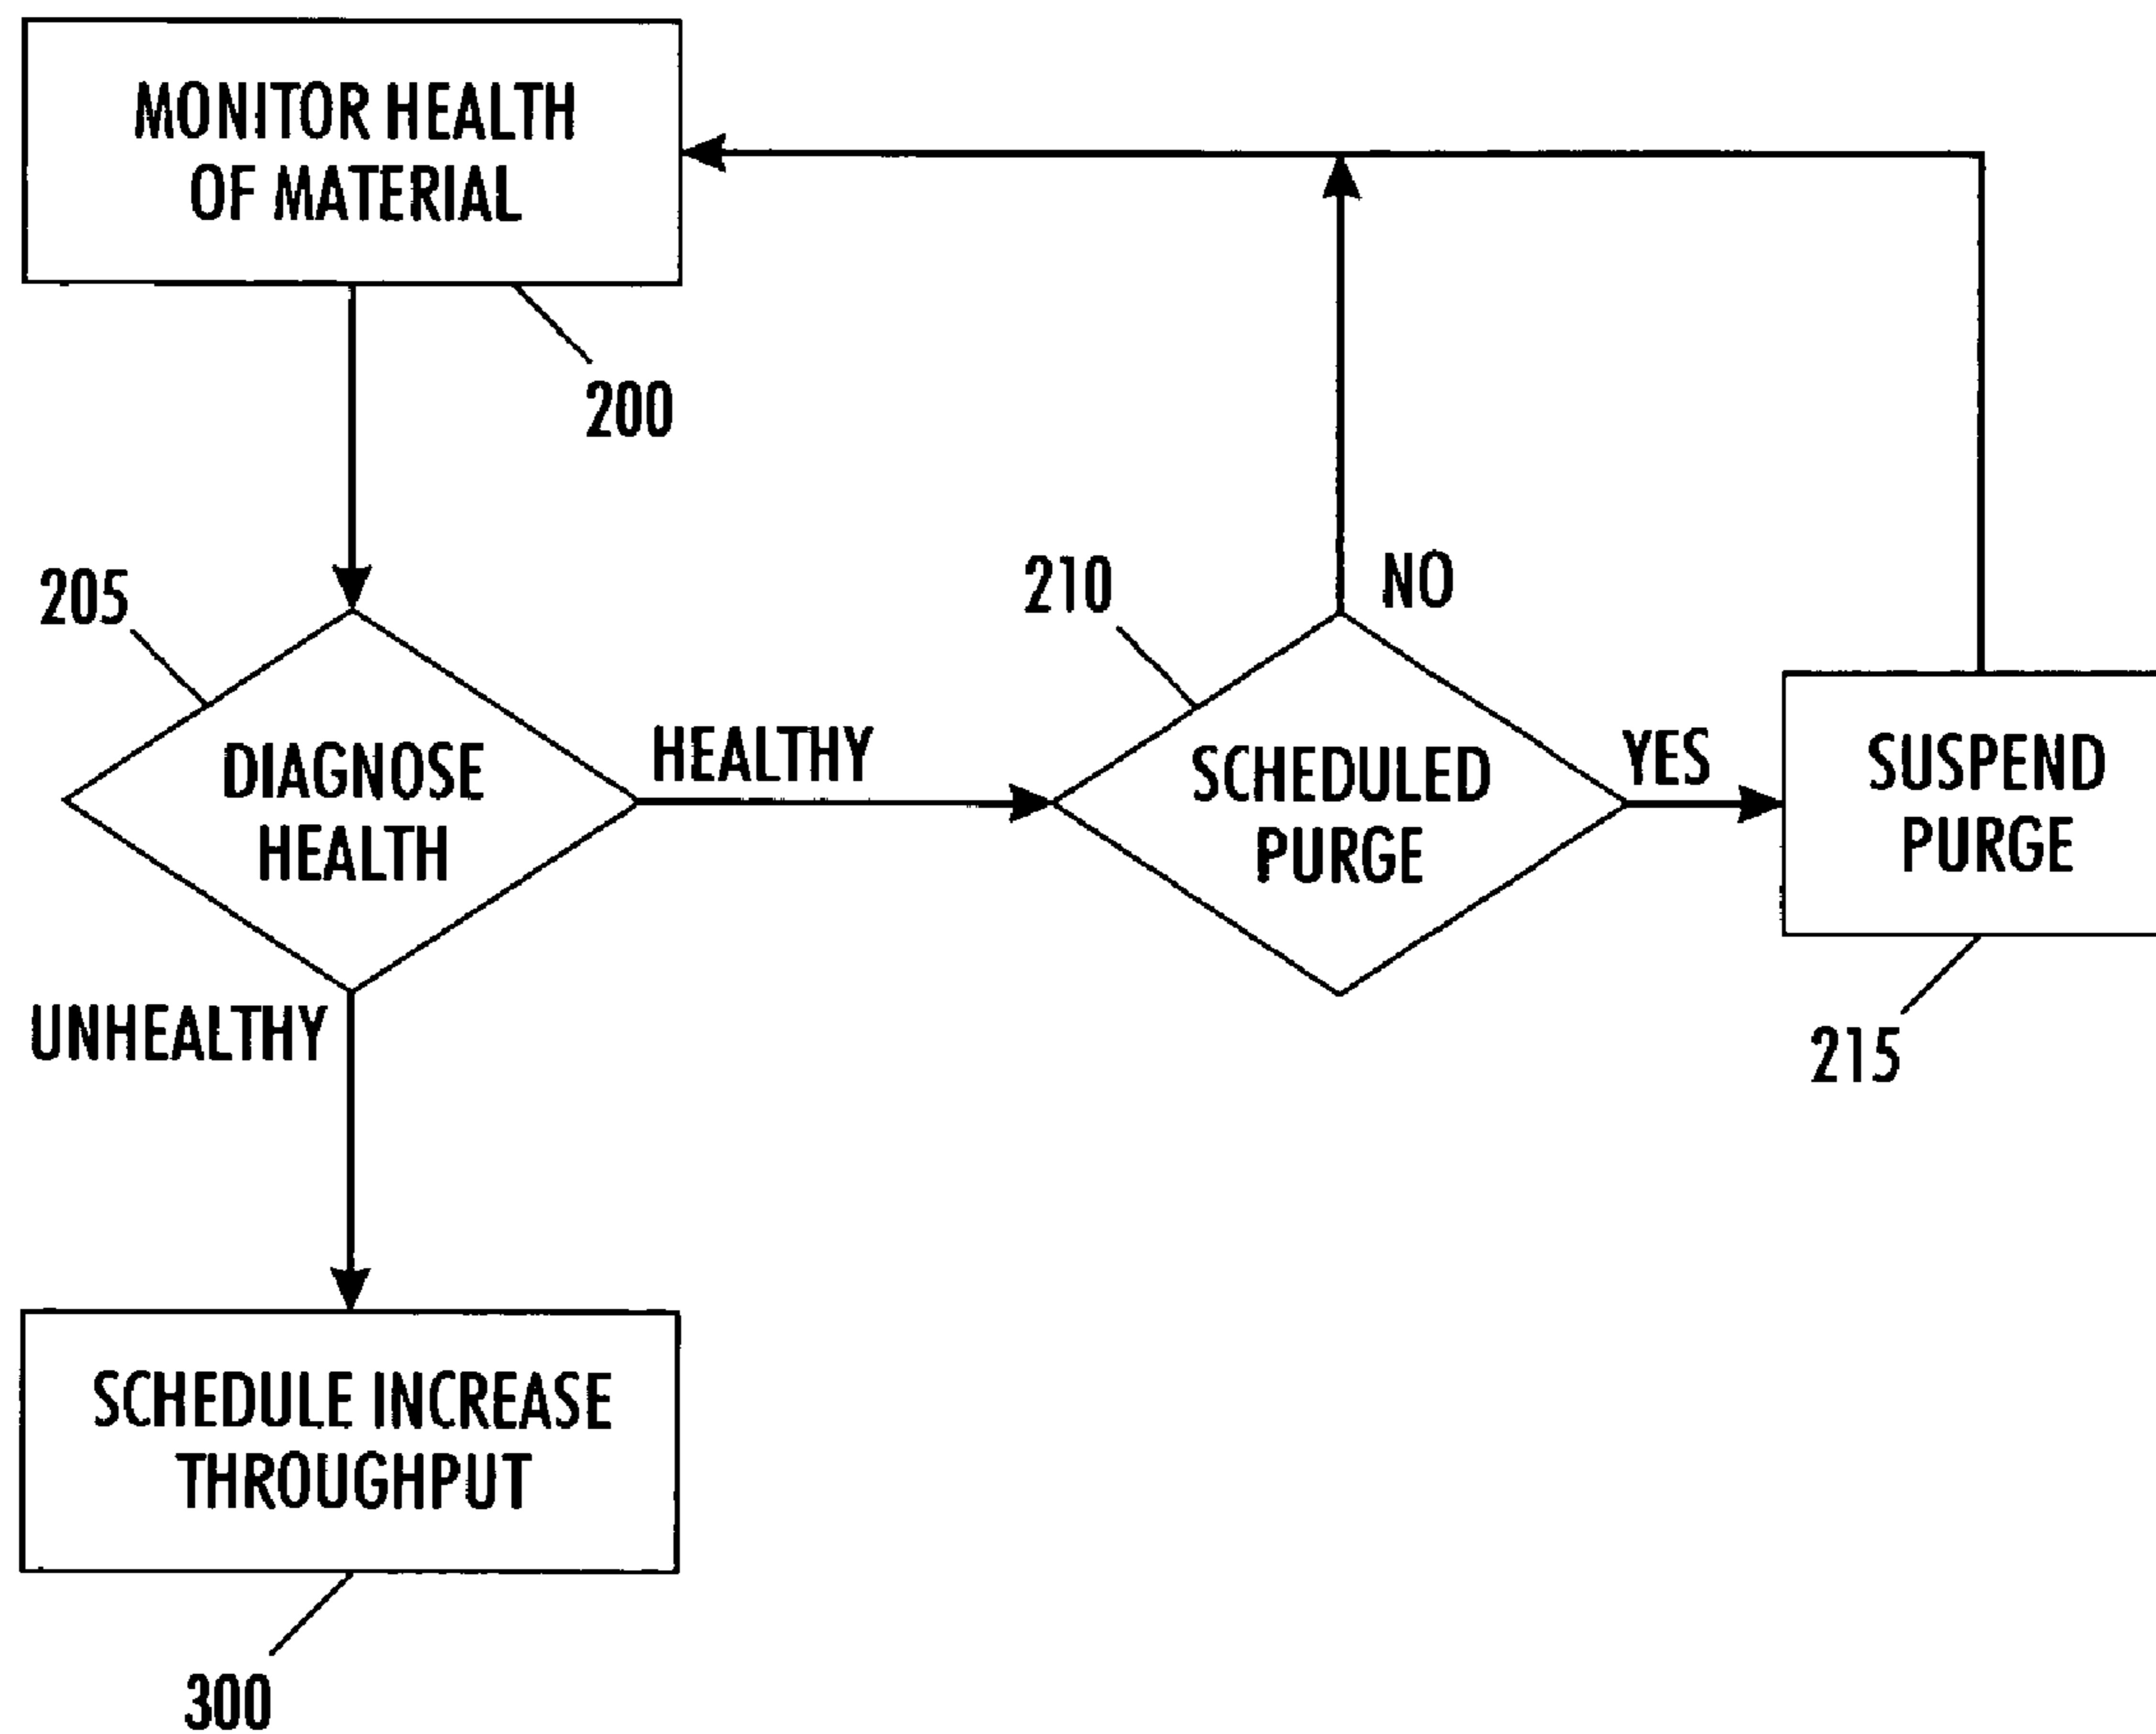 MONITOR HEALTH
OF MATERIAL
200
205
DIAGNOSE
HEALTH
HEALTHY
210
NO
SCHEDULED
PURGE
YES
SUSPEND
PURGE
215
UNHEALTHY
SCHEDULE INCREASE
THROUGHPUT
300